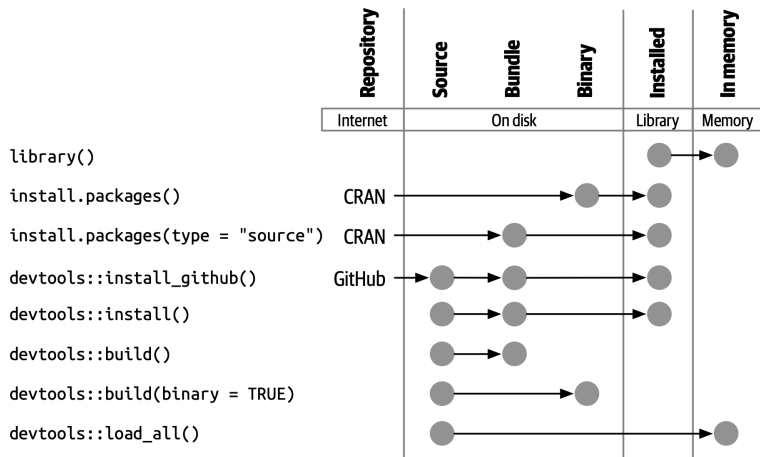 Repository Source Bundle Binary Installed In memory
Internet On disk Library Memory
library()
install.packages() CRAN
install.packages(type = "source") CRAN
devtools::install_github() GitHub
devtools::install()
devtools::build()
devtools::build(binary = TRUE)
devtools::load_all()